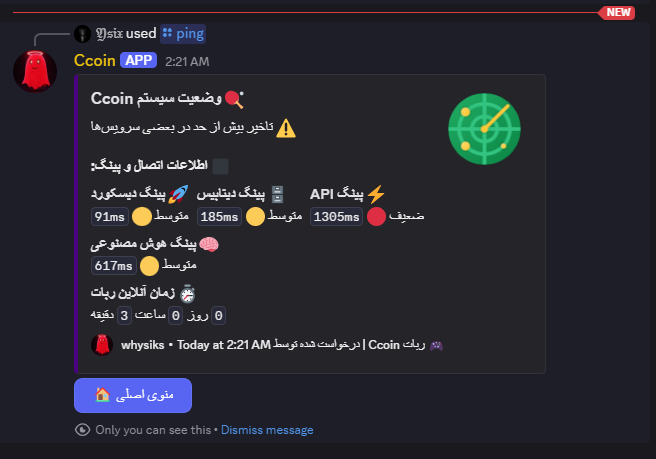 NEW
𝖄𝖘𝖎𝖝 used ping
Ccoin APP 2:21 AM
🏓 وضعیت سیستم Ccoin
⚠️ تاخیر بیش از حد در بعضی سرویس‌ها
اطلاعات اتصال و پینگ:
🚀 پینگ دیسکورد 🗄️ پینگ دیتابیس ⚡ پینگ API
91ms 🟡 متوسط 185ms 🟡 متوسط 1305ms 🔴 ضعیف
🧠 پینگ هوش مصنوعی
617ms 🟡 متوسط
⏱️ زمان آنلاین ربات
0 روز 0 ساعت 3 دقیقه
🎮 ربات Ccoin | درخواست شده توسط whysiks • Today at 2:21 AM
🏠 منوی اصلی
Only you can see this • Dismiss message